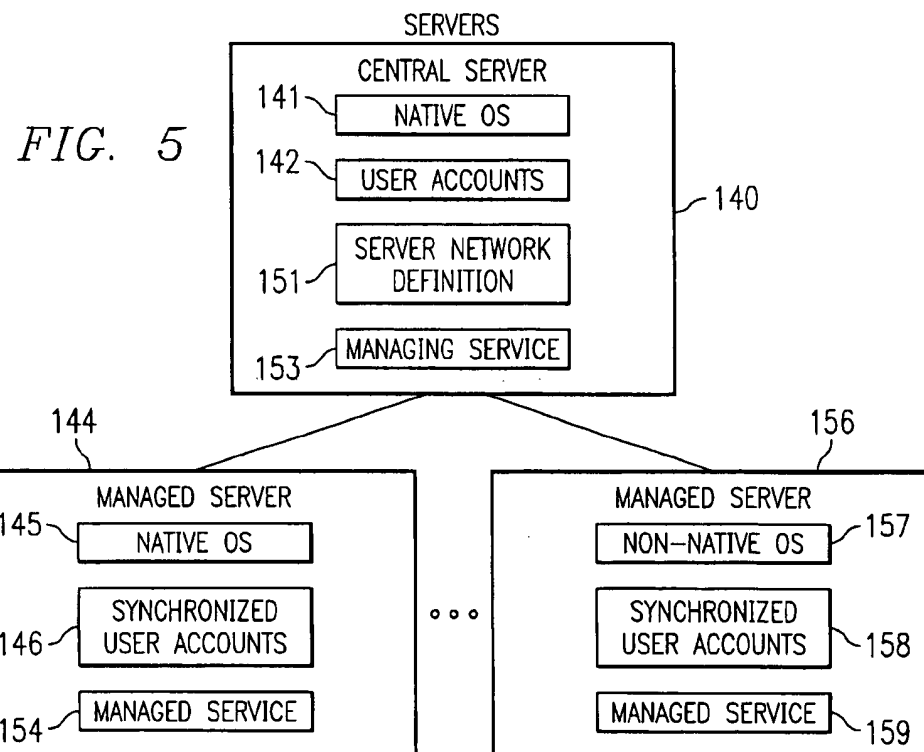 SERVERS
CENTRAL SERVER
141
NATIVE OS
FIG. 5
142
USER ACCOUNTS
140
SERVER NETWORK
DEFINITION
151
MANAGING SERVICE
153
144
156
MANAGED SERVER
MANAGED SERVER
145
NATIVE OS
NON-NATIVE OS
157
SYNCHRONIZED
USER ACCOUNTS
146
SYNCHRONIZED
USER ACCOUNTS
158
154
MANAGED SERVICE
MANAGED SERVICE
159